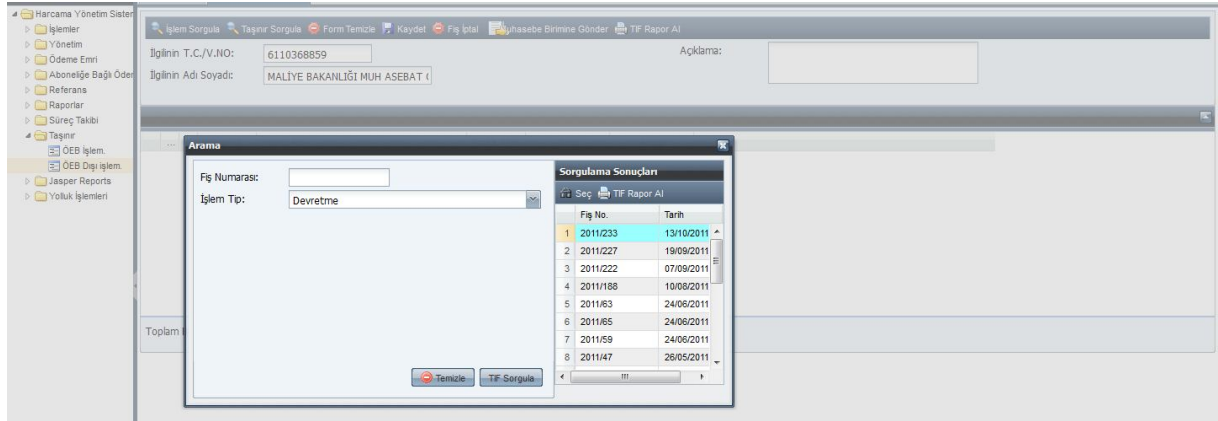 Harcama Yönetim Sister
İşlemler
Yönetim
Ödeme Emri
Aboneliğe Bağlı Öder
Referans
Raporlar
Süreç Takibi
Taşınır
ÖEB İşlem.
ÖEB Dışı işlem.
Jasper Reports
Yolluk İşlemleri
İşlem Sorgula Taşınır Sorgula Form Temizle Kaydet Fiş İptal uhasebe Birimine Gönder TIF Rapor Al
İlgilinin T.C./V.NO: 6110368859 Açıklama:
İlgilinin Adı Soyadı: MALİYE BAKANLIĞI MUH ASEBAT (
...
Arama
Fiş Numarası:
İşlem Tip: Devretme
Temizle TIF Sorgula
Sorgulama Sonuçları
Seç TIF Rapor Al
Fiş No. Tarih
1 2011/233 13/10/2011
2 2011/227 19/09/2011
3 2011/222 07/09/2011
4 2011/188 10/08/2011
5 2011/63 24/06/2011
6 2011/65 24/06/2011
7 2011/59 24/06/2011
8 2011/47 26/05/2011
Toplam